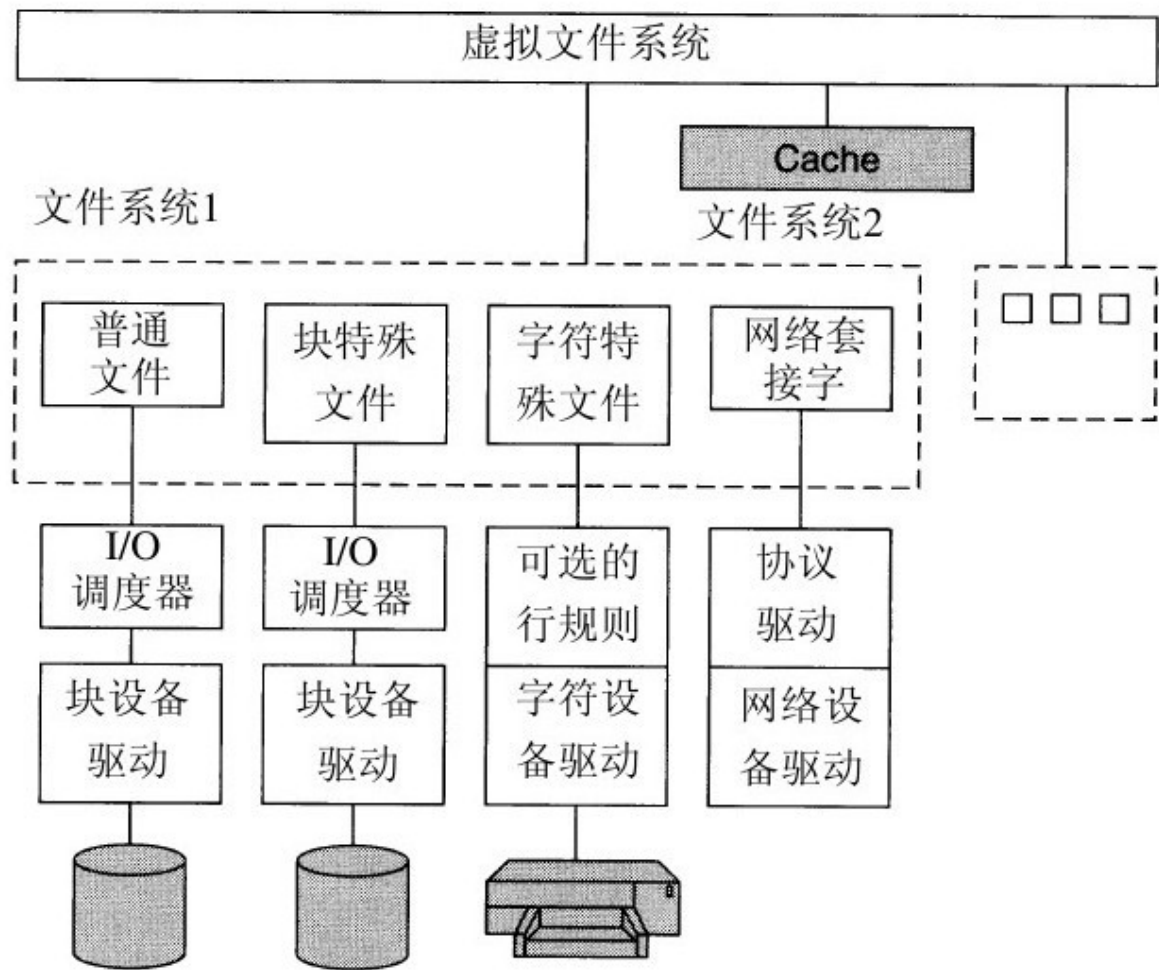 虚拟文件系统
Cache
文件系统1
文件系统2
普通
文件
块特殊
文件
字符特
殊文件
网络套
接字
I/O
调度器
I/O
调度器
可选的
行规则
协议
驱动
块设备
驱动
块设备
驱动
字符设
备驱动
网络设
备驱动